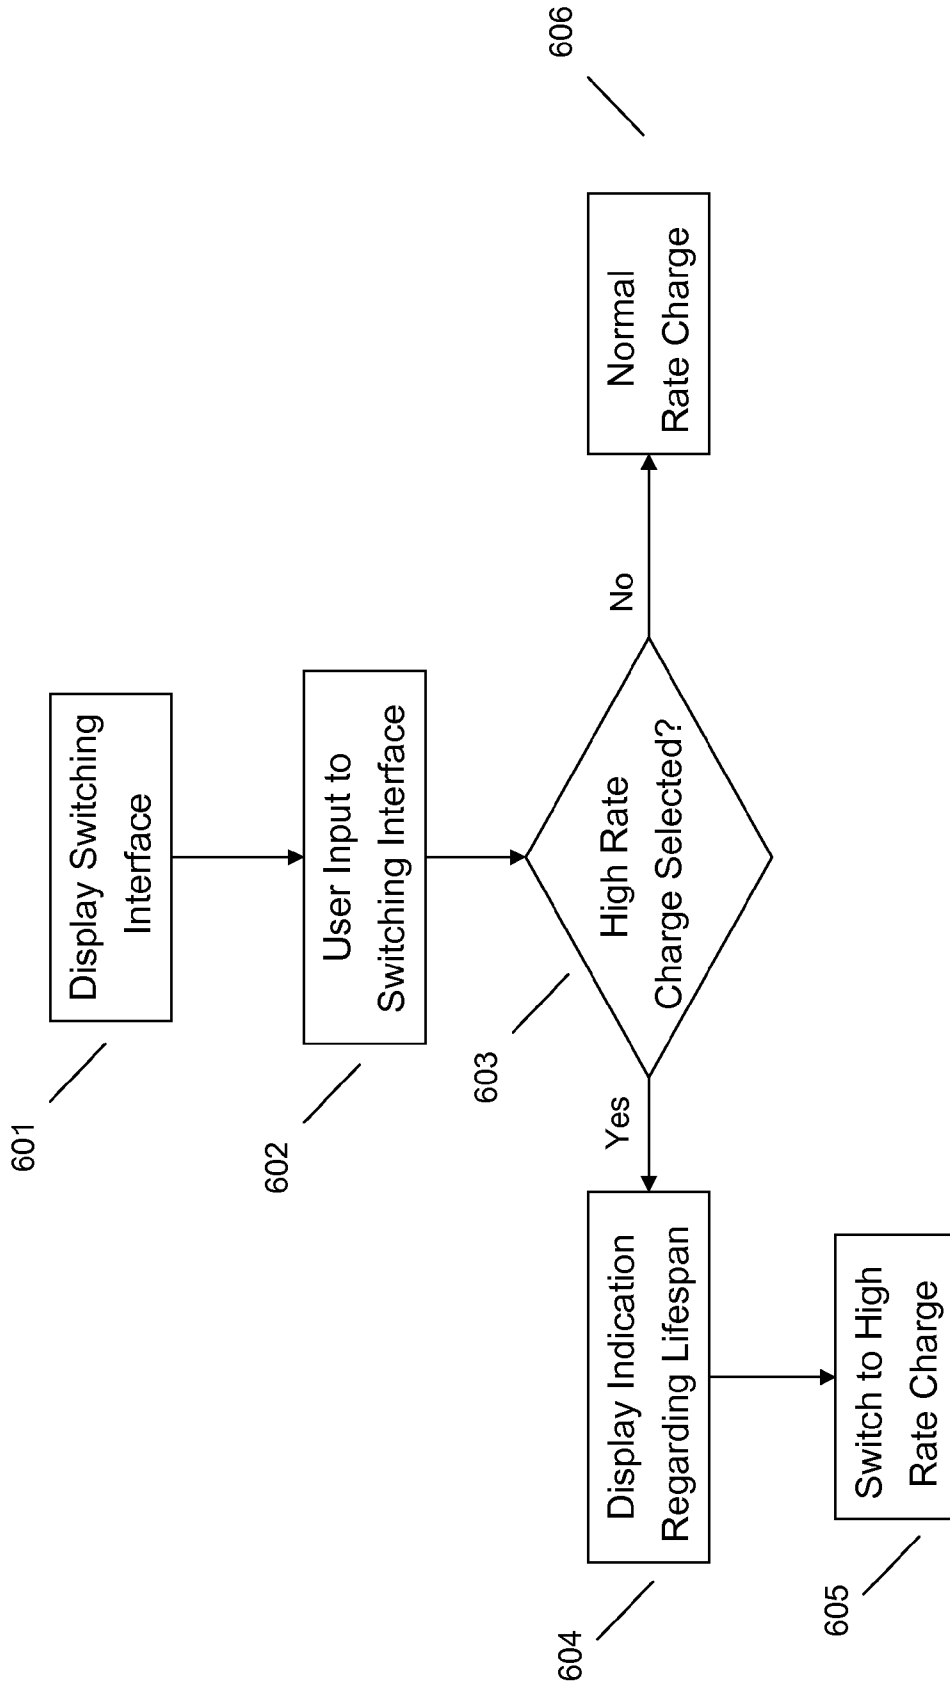 601
Display Switching
Interface
602
User Input to
Switching Interface
603
High Rate
Charge Selected?
Yes
No
604
Display Indication
Regarding Lifespan
Normal
Rate Charge
606
605
Switch to High
Rate Charge